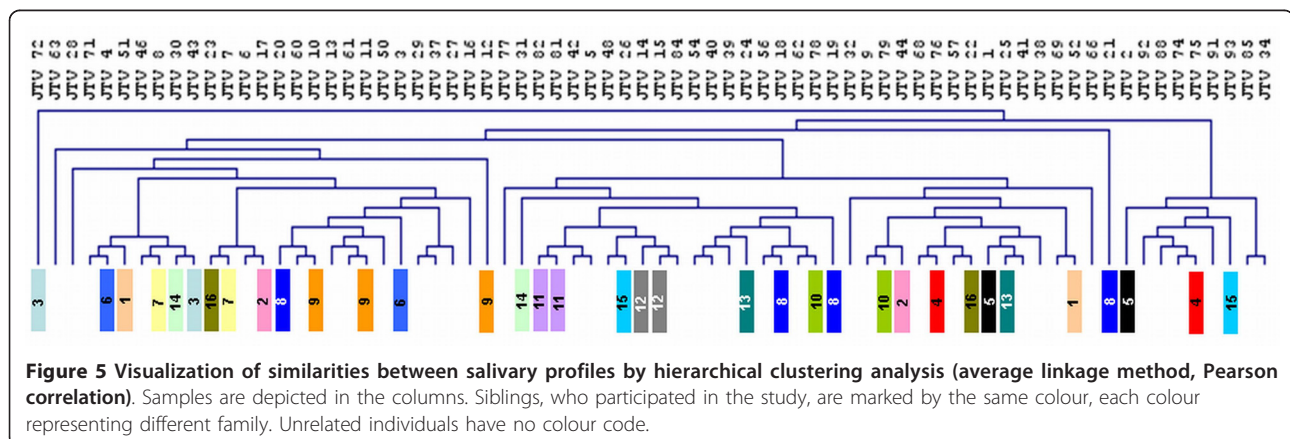 JTV 72
JTV 63
JTV 28
JTV 71
JTV 4
JTV 51
JTV 46
JTV 8
JTV 30
JTV 43
JTV 23
JTV 7
JTV 6
JTV 17
JTV 20
JTV 60
JTV 10
JTV 13
JTV 61
JTV 11
JTV 50
JTV 3
JTV 29
JTV 37
JTV 27
JTV 16
JTV 12
JTV 77
JTV 31
JTV 82
JTV 81
JTV 42
JTV 5
JTV 48
JTV 26
JTV 14
JTV 15
JTV 84
JTV 54
JTV 40
JTV 39
JTV 24
JTV 56
JTV 18
JTV 62
JTV 78
JTV 19
JTV 32
JTV 9
JTV 79
JTV 44
JTV 68
JTV 76
JTV 57
JTV 22
JTV 1
JTV 25
JTV 41
JTV 38
JTV 69
JTV 52
JTV 66
JTV 21
JTV 2
JTV 92
JTV 88
JTV 74
JTV 75
JTV 91
JTV 93
JTV 85
JTV 34
3
6
1
7
14
3
16
7
2
8
9
9
6
9
14
11
11
15
12
12
13
8
10
8
10
2
4
16
5
13
1
8
5
4
15
Figure 5 Visualization of similarities between salivary profiles by hierarchical clustering analysis (average linkage method, Pearson
correlation). Samples are depicted in the columns. Siblings, who participated in the study, are marked by the same colour, each colour
representing different family. Unrelated individuals have no colour code.